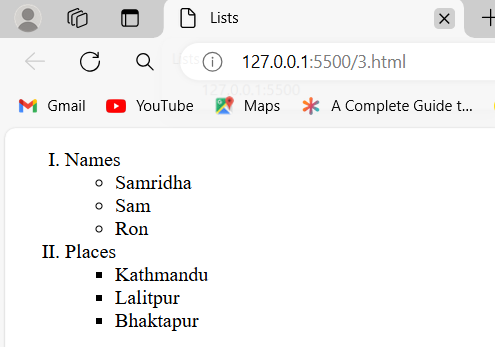 Lists
127.0.0.1:5500/3.html
Gmail YouTube Maps A Complete Guide t...
I. Names
Samridha
Sam
Ron
II. Places
Kathmandu
Lalitpur
Bhaktapur